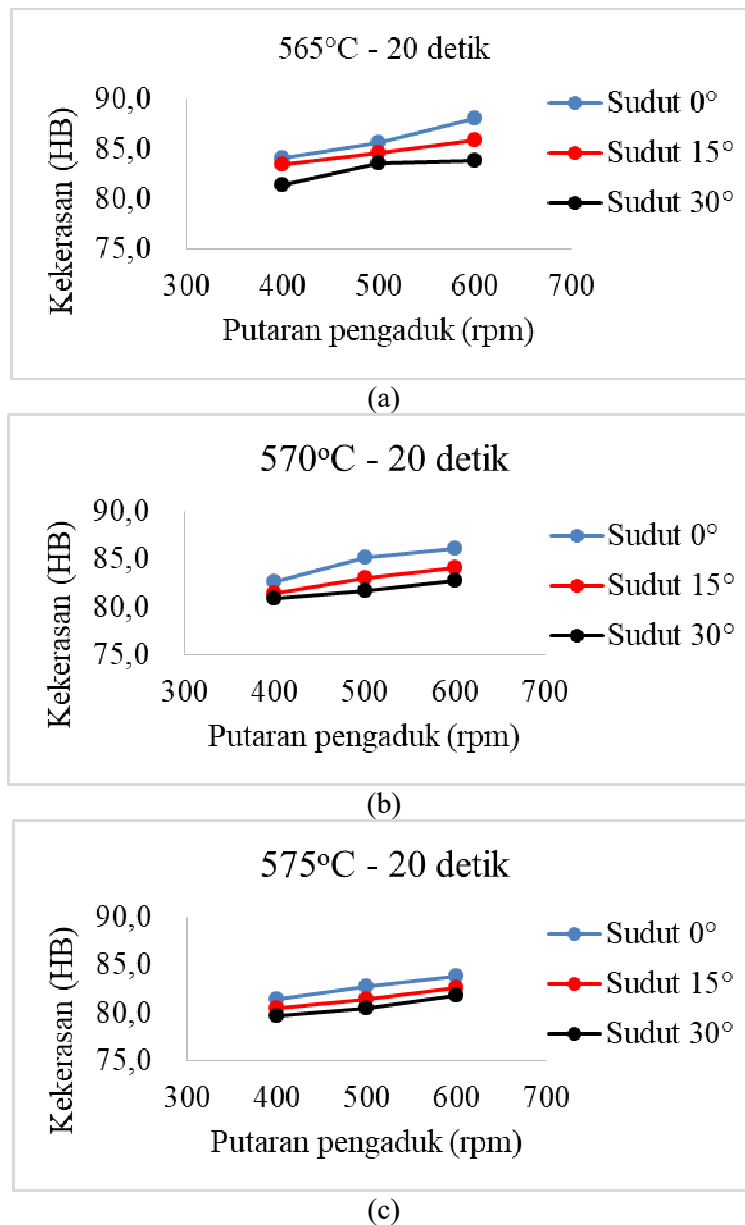 565°C - 20 detik
90,0
85,0
80,0
75,0
Kekerasan (HB)
300 400 500 600 700
Putaran pengaduk (rpm)
Sudut 0°
Sudut 15°
Sudut 30°
(a)
570°C - 20 detik
90,0
85,0
80,0
75,0
Kekerasan (HB)
300 400 500 600 700
Putaran pengaduk (rpm)
Sudut 0°
Sudut 15°
Sudut 30°
(b)
575°C - 20 detik
90,0
85,0
80,0
75,0
Kekerasan (HB)
300 400 500 600 700
Putaran pengaduk (rpm)
Sudut 0°
Sudut 15°
Sudut 30°
(c)